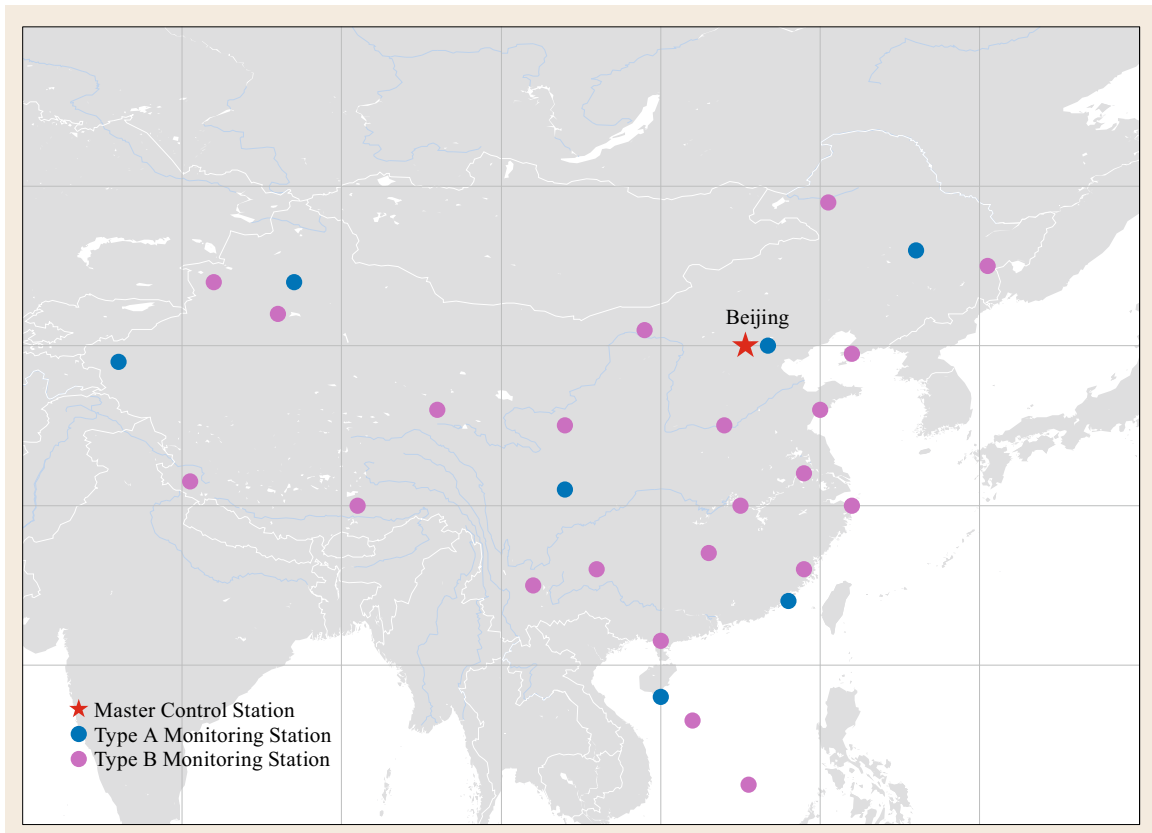 Beijing
Master Control Station
Type A Monitoring Station
Type B Monitoring Station